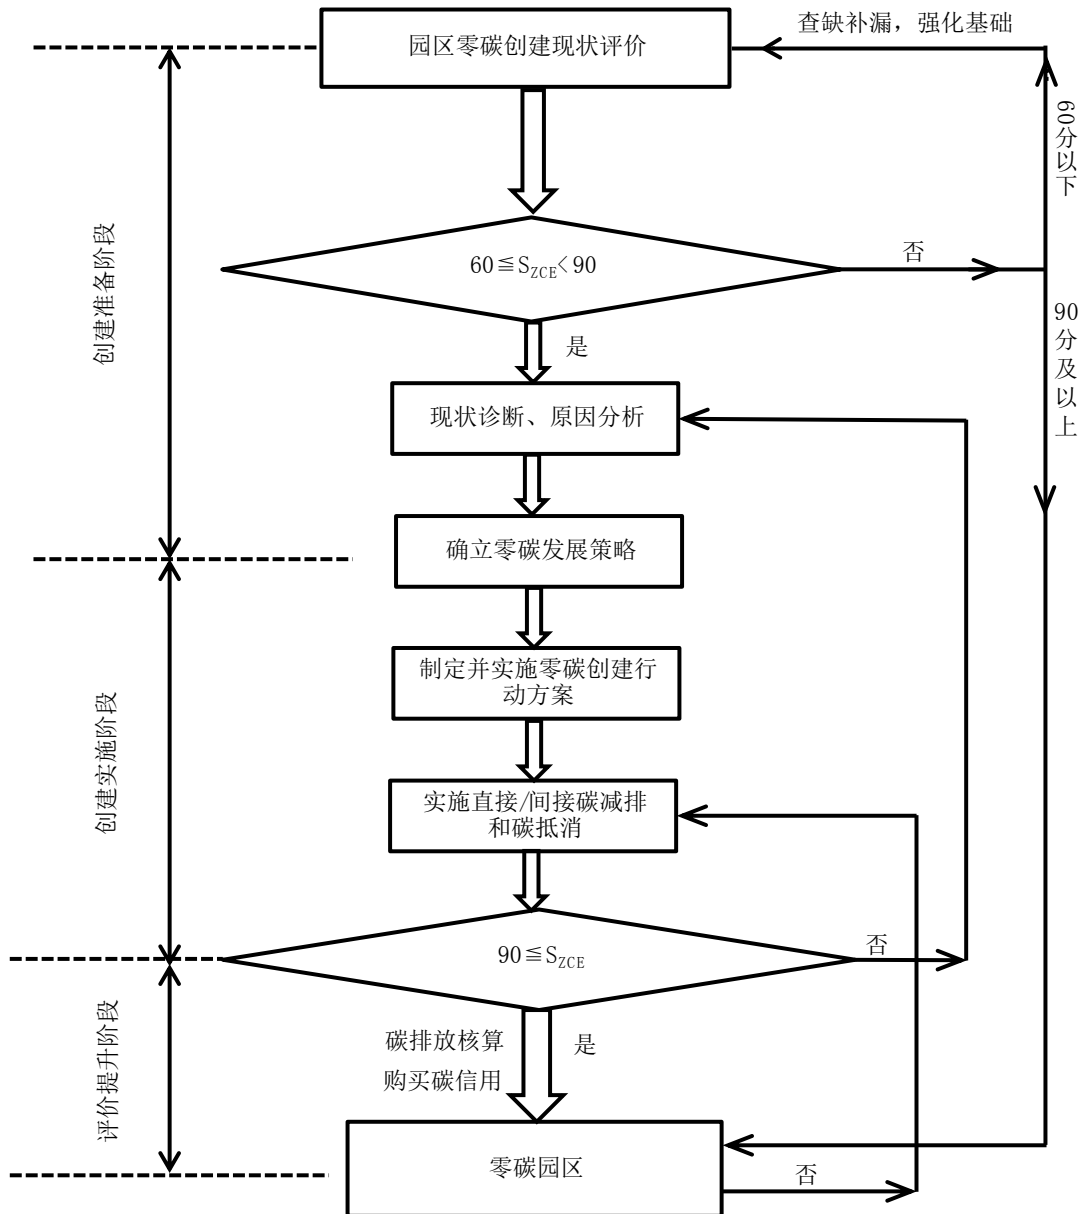 园区零碳创建现状评价
查缺补漏，强化基础
60分以下
60≦S_ZCE<90
否
90分及以上
是
创建准备阶段
现状诊断、原因分析
确立零碳发展策略
制定并实施零碳创建行
动方案
创建实施阶段
实施直接/间接碳减排
和碳抵消
90≦S_ZCE
否
碳排放核算
是
购买碳信用
评价提升阶段
零碳园区
否